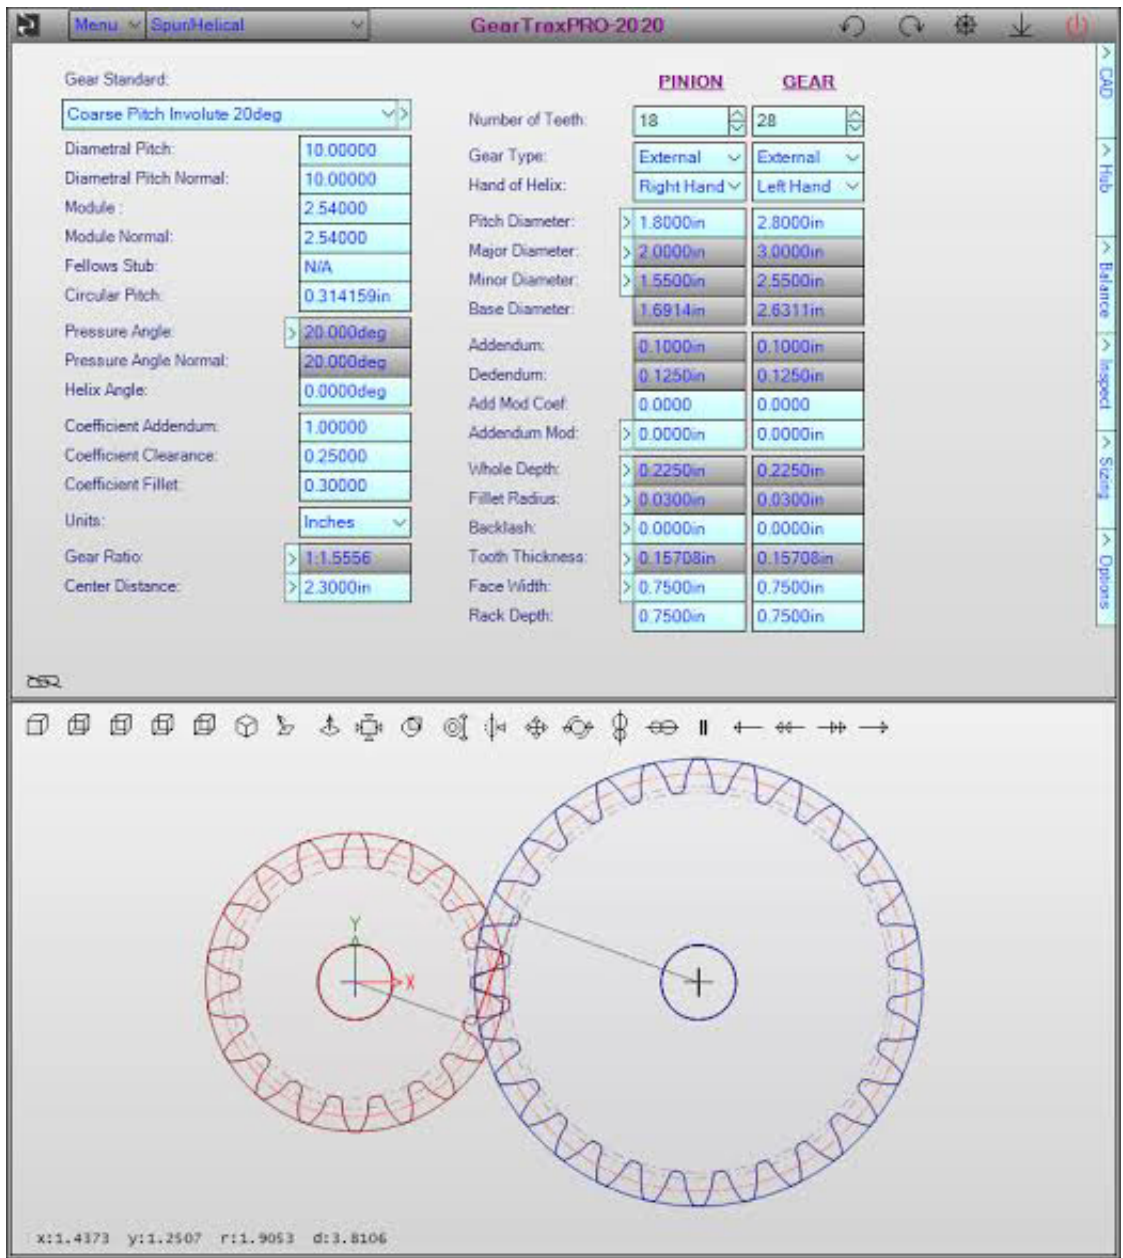 Menu Spur/Helical GearTraxPRO-2020
Gear Standard:
Coarse Pitch Involute 20deg
Diametral Pitch: 10.00000
Diametral Pitch Normal: 10.00000
Module : 2.54000
Module Normal: 2.54000
Fellows Stub: N/A
Circular Pitch: 0.314159in
Pressure Angle: 20.000deg
Pressure Angle Normal: 20.000deg
Helix Angle: 0.0000deg
Coefficient Addendum: 1.00000
Coefficient Clearance: 0.25000
Coefficient Fillet: 0.30000
Units: Inches
Gear Ratio: 1:1.5556
Center Distance: 2.3000in
PINION GEAR
Number of Teeth: 18 28
Gear Type: External External
Hand of Helix: Right Hand Left Hand
Pitch Diameter: 1.8000in 2.8000in
Major Diameter: 2.0000in 3.0000in
Minor Diameter: 1.5500in 2.5500in
Base Diameter: 1.6914in 2.6311in
Addendum: 0.1000in 0.1000in
Dedendum: 0.1250in 0.1250in
Add Mod Coef: 0.0000 0.0000
Addendum Mod: 0.0000in 0.0000in
Whole Depth: 0.2250in 0.2250in
Fillet Radius: 0.0300in 0.0300in
Backlash: 0.0000in 0.0000in
Tooth Thickness: 0.15708in 0.15708in
Face Width: 0.7500in 0.7500in
Rack Depth: 0.7500in 0.7500in
> CAD
> Hub
> Balance
> Inspect
> Sizing
> Options
Y
X
x:1.4373 y:1.2507 r:1.9053 d:3.8106